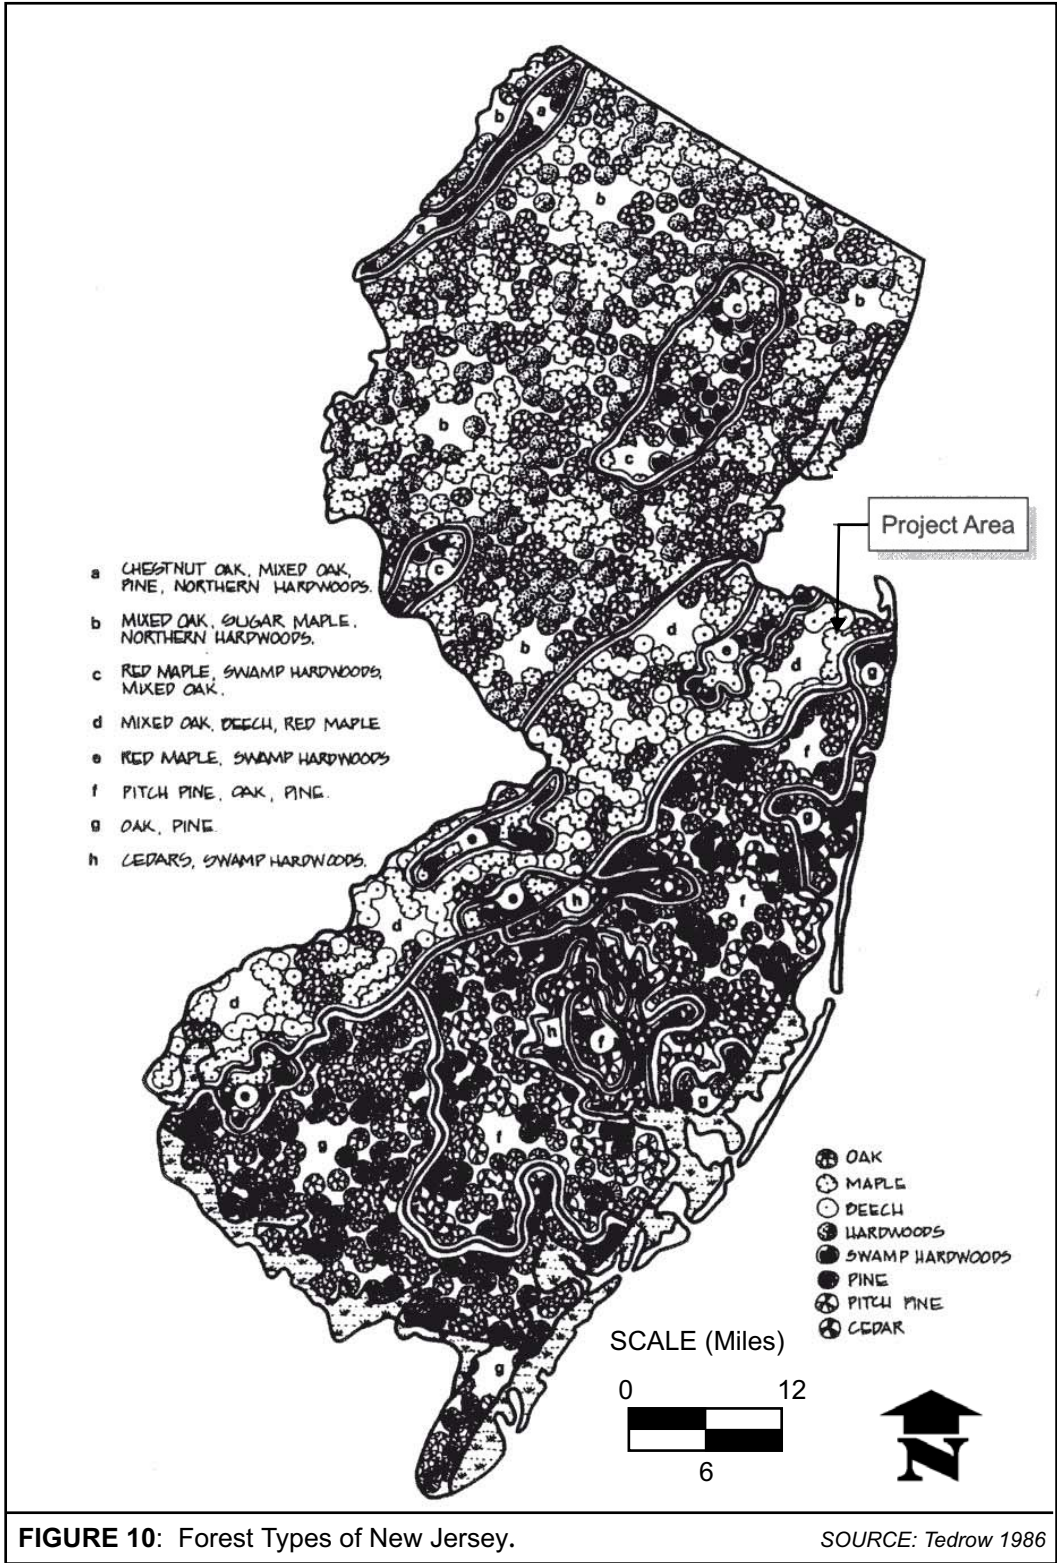 b
a
a
b
b
c
b
c
Project Area
c
a CHESTNUT OAK, MIXED OAK,
PINE, NORTHERN HARDWOODS.
b MIXED OAK, SUGAR MAPLE,
NORTHERN HARDWOODS.
c RED MAPLE, SWAMP HARDWOODS,
MIXED OAK.
d MIXED OAK, BEECH, RED MAPLE
e RED MAPLE, SWAMP HARDWOODS
f PITCH PINE, OAK, PINE.
g OAK, PINE.
h CEDARS, SWAMP HARDWOODS.
d
b
e
d
g
f
g
e
e
h
f
d
d
h
f
e
g
g
f
g
OAK
MAPLE
BEECH
HARDWOODS
SWAMP HARDWOODS
PINE
PITCH PINE
CEDAR
SCALE (Miles)
0 12
6
N
FIGURE 10: Forest Types of New Jersey.
SOURCE: Tedrow 1986